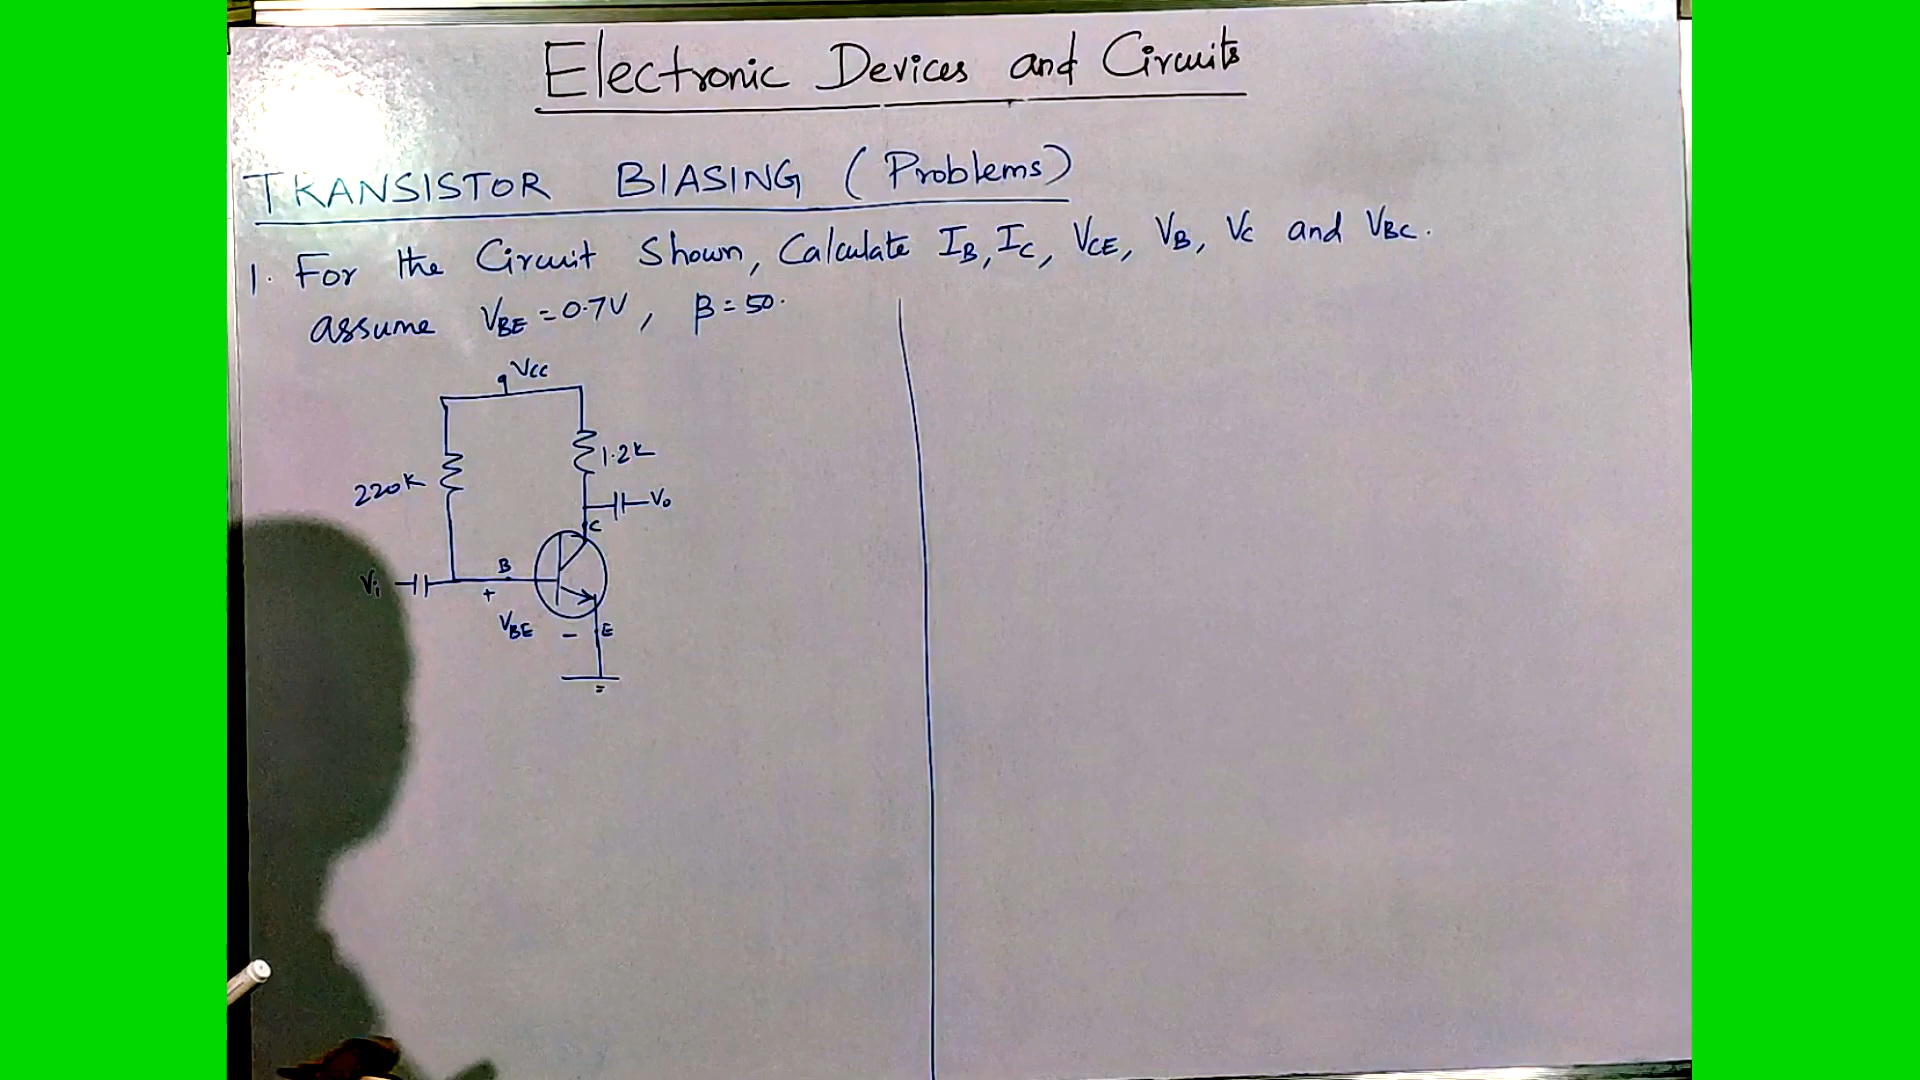 Electronic Devices and Circuits
TRANSISTOR BIASING (Problems)
1. For the Circuit Shown, Calculate IB, IC, VCE, VB, VC and VBC.
assume VBE = 0.7V, β = 50.
VCC
1.2K
220K
Vo
C
B
Vi
+
VBE
- E